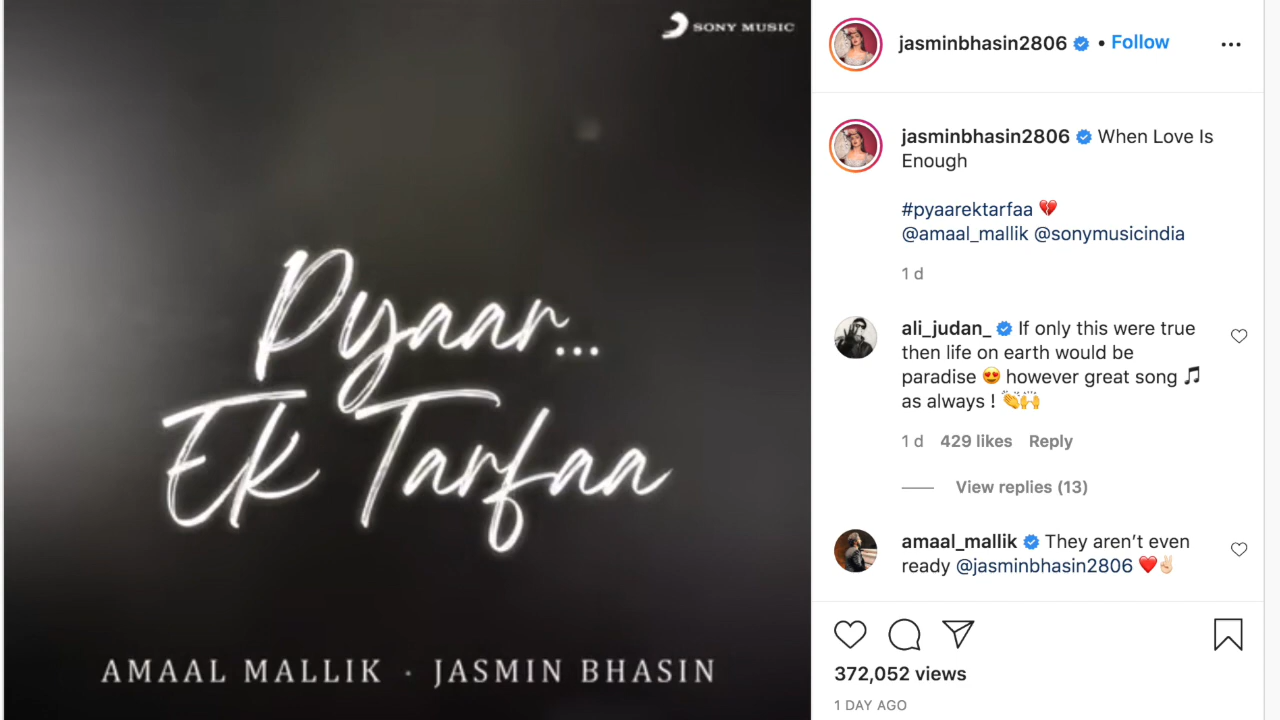 SONY MUSIC
Pyaar...
Ek Tarfaa
AMAAL MALLIK · JASMIN BHASIN
jasminbhasin2806 • Follow
jasminbhasin2806 When Love Is
Enough
#pyaarektarfaa 💔
@amaal_mallik @sonymusicindia
1 d
ali_judan_ If only this were true
then life on earth would be
paradise 😍 however great song 🎵
as always ! 👏🙌
1 d 429 likes Reply
View replies (13)
amaal_mallik They aren’t even
ready @jasminbhasin2806 ❤️✌🏻
372,052 views
1 DAY AGO